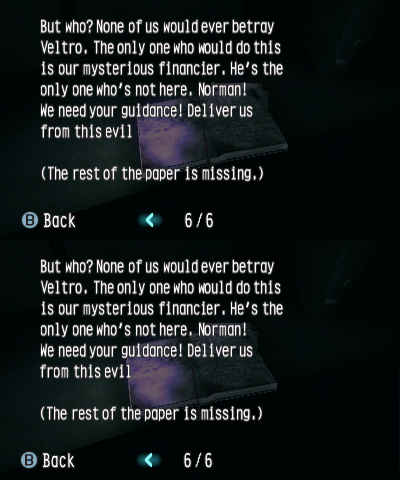 But who? None of us would ever betray
Veltro. The only one who would do this
is our mysterious financier. He's the
only one who's not here. Norman!
We need your guidance! Deliver us
from this evil
(The rest of the paper is missing.)
B Back
6/6
But who? None of us would ever betray
Veltro. The only one who would do this
is our mysterious financier. He's the
only one who's not here. Norman!
We need your guidance! Deliver us
from this evil
(The rest of the paper is missing.)
B Back
6/6